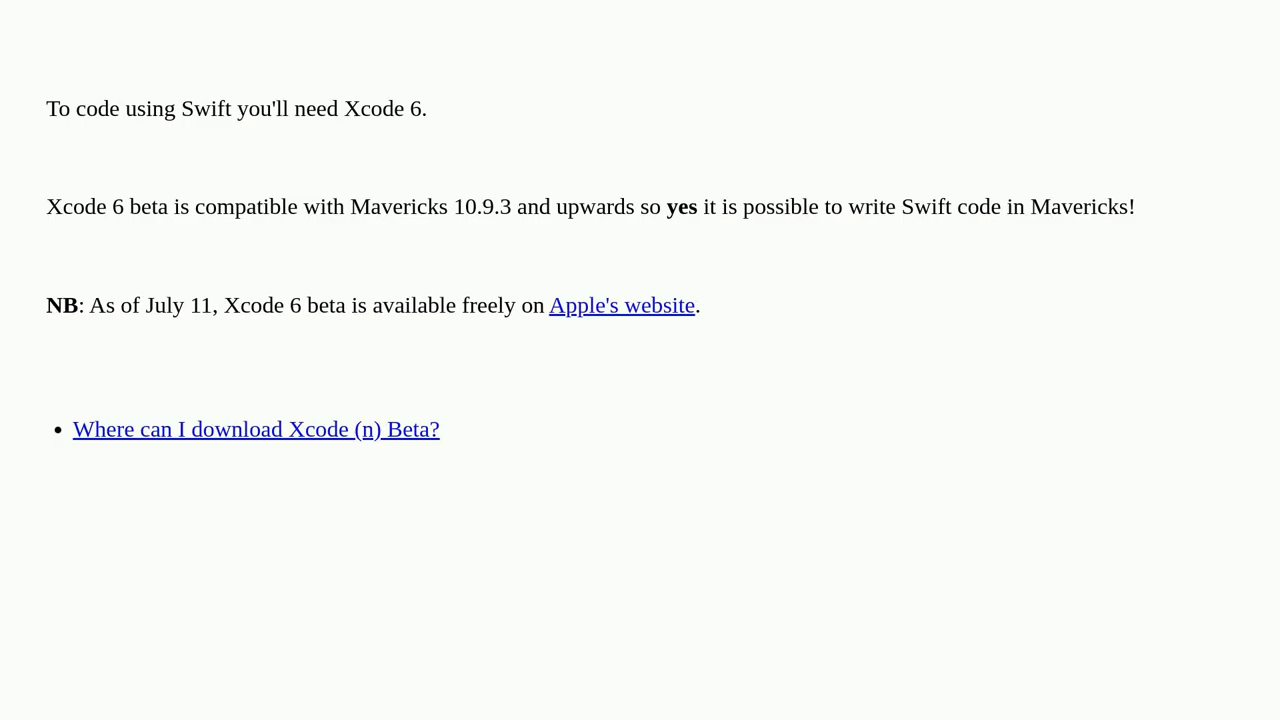 To code using Swift you'll need Xcode 6.
Xcode 6 beta is compatible with Mavericks 10.9.3 and upwards so yes it is possible to write Swift code in Mavericks!
NB: As of July 11, Xcode 6 beta is available freely on Apple's website.
• Where can I download Xcode (n) Beta?